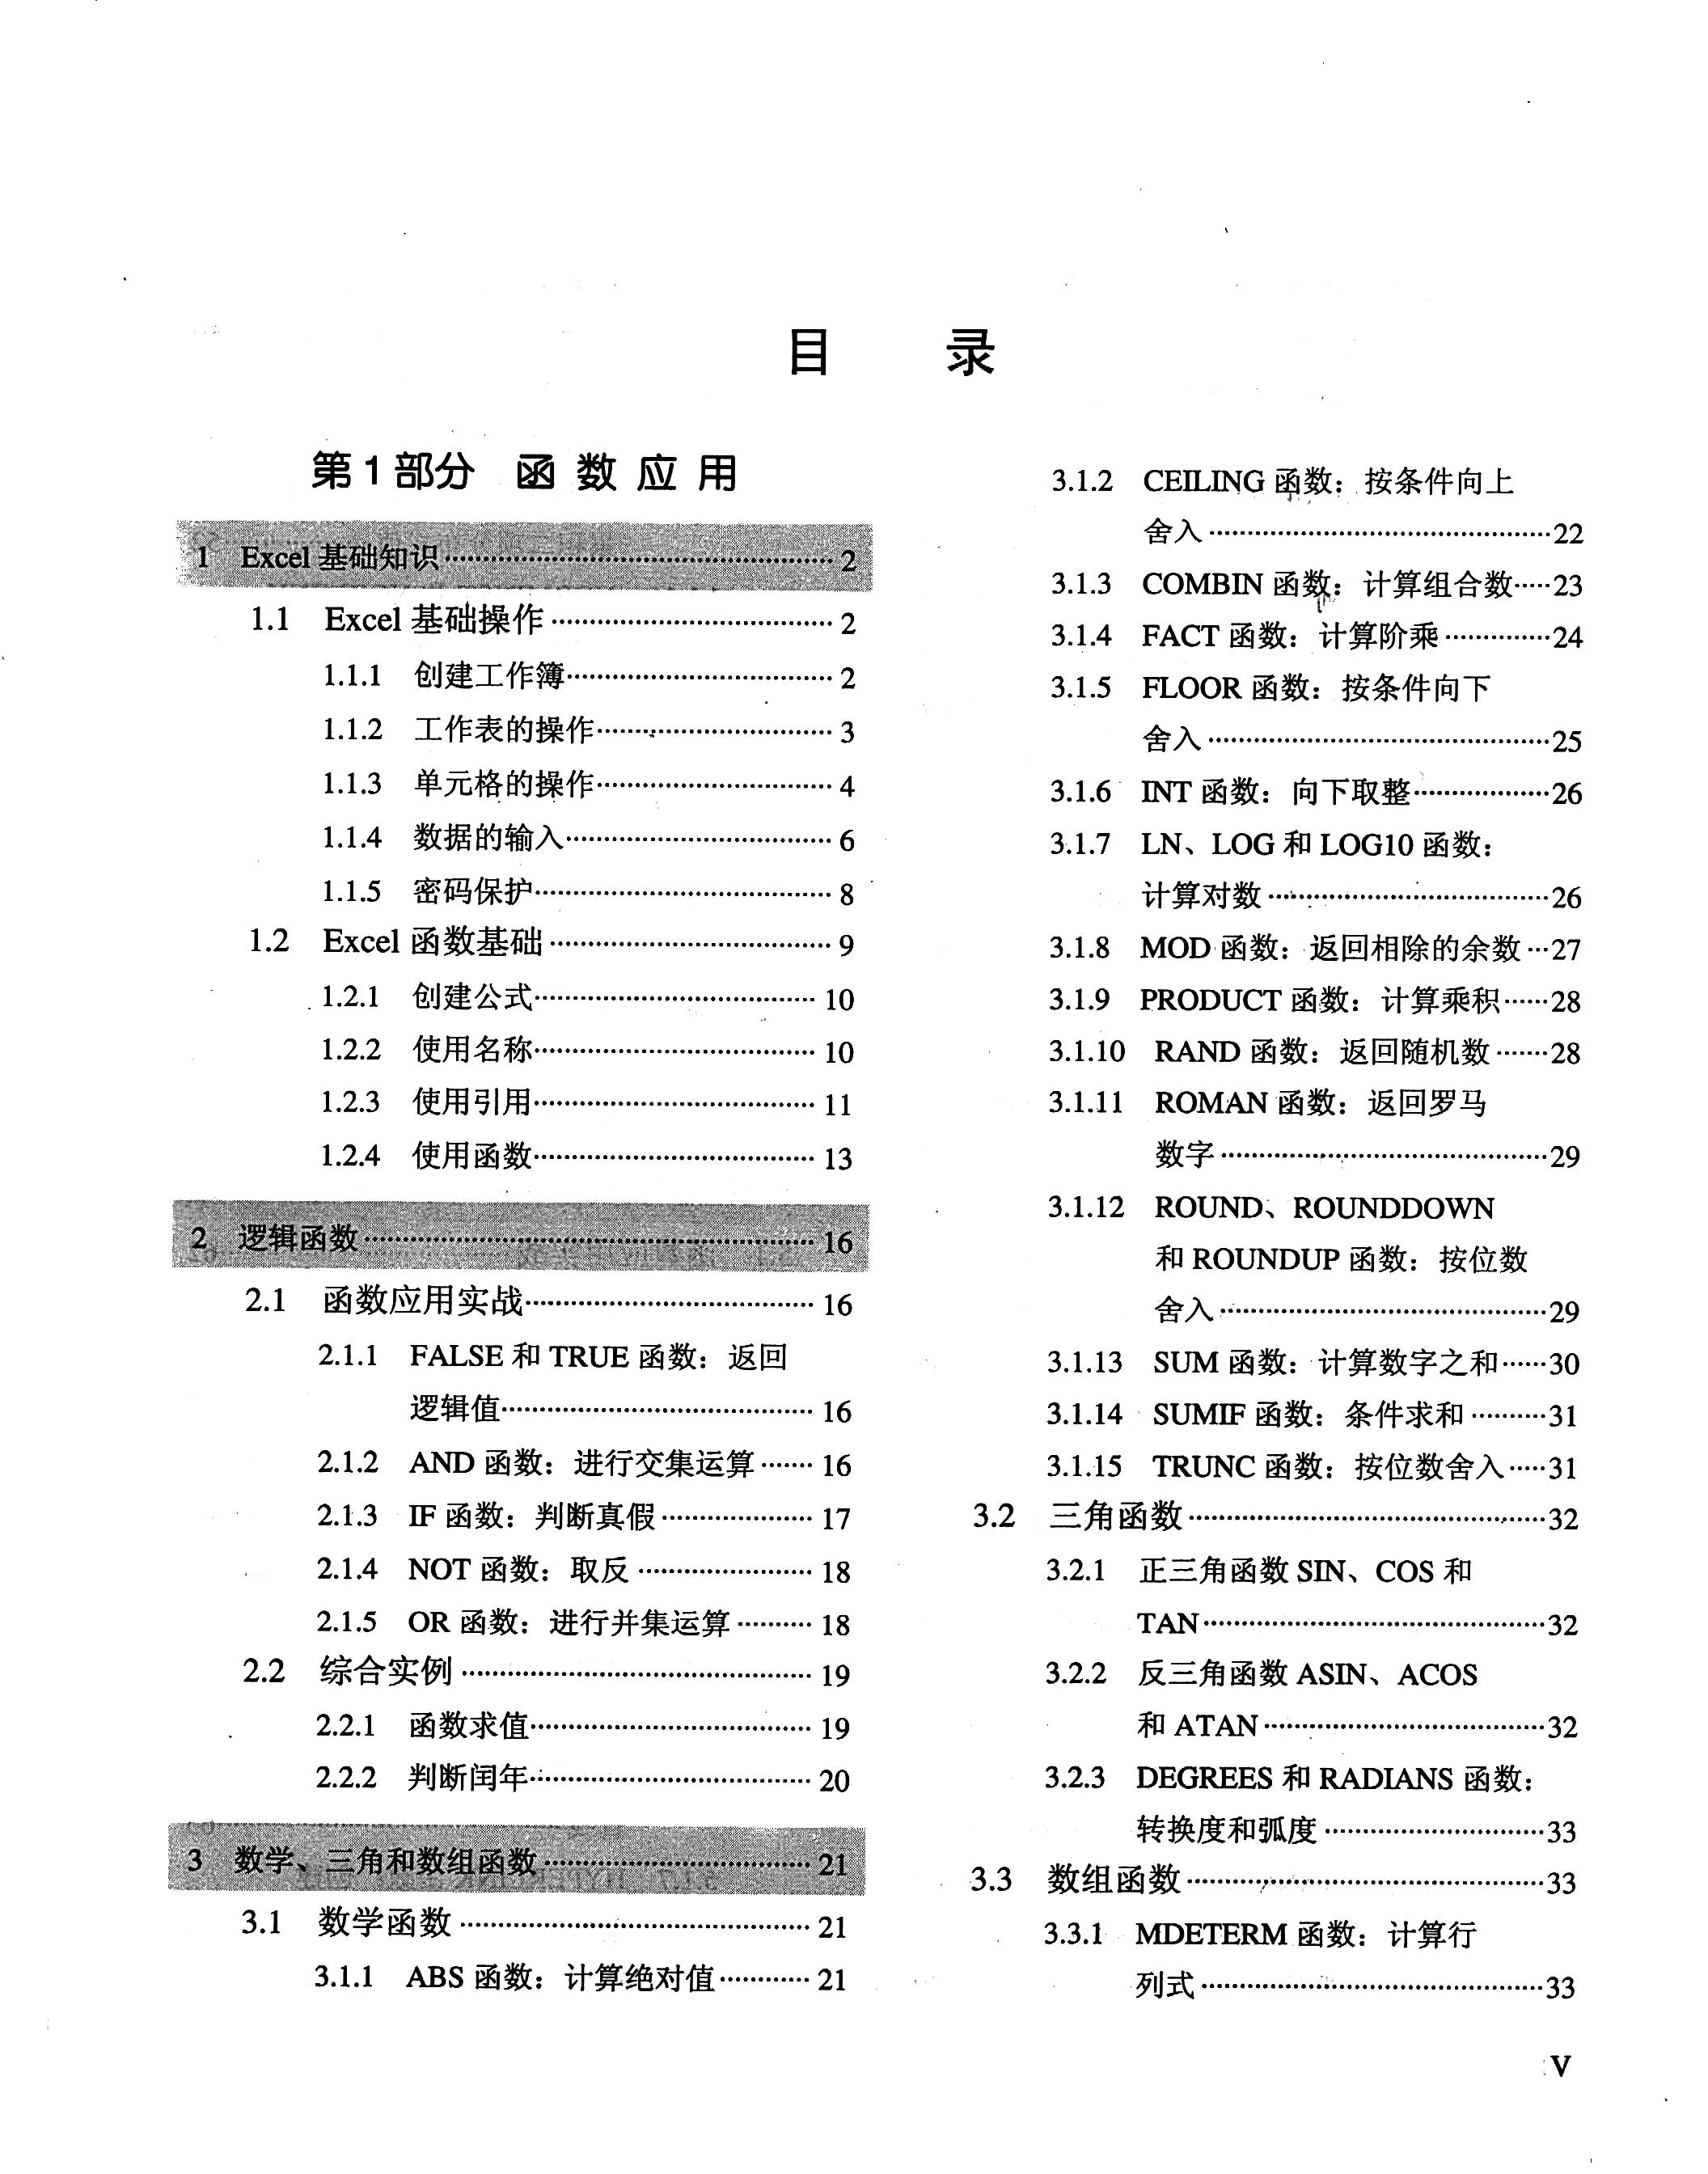 目 录
第1部分 函数应用
1 Excel 基础知识 2
1.1 Excel 基础操作 2
1.1.1 创建工作簿 2
1.1.2 工作表的操作 3
1.1.3 单元格的操作 4
1.1.4 数据的输入 6
1.1.5 密码保护 8
1.2 Excel 函数基础 9
1.2.1 创建公式 10
1.2.2 使用名称 10
1.2.3 使用引用 11
1.2.4 使用函数 13
2 逻辑函数 16
2.1 函数应用实战 16
2.1.1 FALSE 和 TRUE 函数：返回
逻辑值 16
2.1.2 AND 函数：进行交集运算 16
2.1.3 IF 函数：判断真假 17
2.1.4 NOT 函数：取反 18
2.1.5 OR 函数：进行并集运算 18
2.2 综合实例 19
2.2.1 函数求值 19
2.2.2 判断闰年 20
3 数学、三角和数组函数 21
3.1 数学函数 21
3.1.1 ABS 函数：计算绝对值 21
3.1.2 CEILING 函数：按条件向上
舍入 22
3.1.3 COMBIN 函数：计算组合数 23
3.1.4 FACT 函数：计算阶乘 24
3.1.5 FLOOR 函数：按条件向下
舍入 25
3.1.6 INT 函数：向下取整 26
3.1.7 LN、LOG 和 LOG10 函数：
计算对数 26
3.1.8 MOD 函数：返回相除的余数 27
3.1.9 PRODUCT 函数：计算乘积 28
3.1.10 RAND 函数：返回随机数 28
3.1.11 ROMAN 函数：返回罗马
数字 29
3.1.12 ROUND、ROUNDDOWN
和 ROUNDUP 函数：按位数
舍入 29
3.1.13 SUM 函数：计算数字之和 30
3.1.14 SUMIF 函数：条件求和 31
3.1.15 TRUNC 函数：按位数舍入 31
3.2 三角函数 32
3.2.1 正三角函数 SIN、COS 和
TAN 32
3.2.2 反三角函数 ASIN、ACOS
和 ATAN 32
3.2.3 DEGREES 和 RADIANS 函数：
转换度和弧度 33
3.3 数组函数 33
3.3.1 MDETERM 函数：计算行
列式 33
V